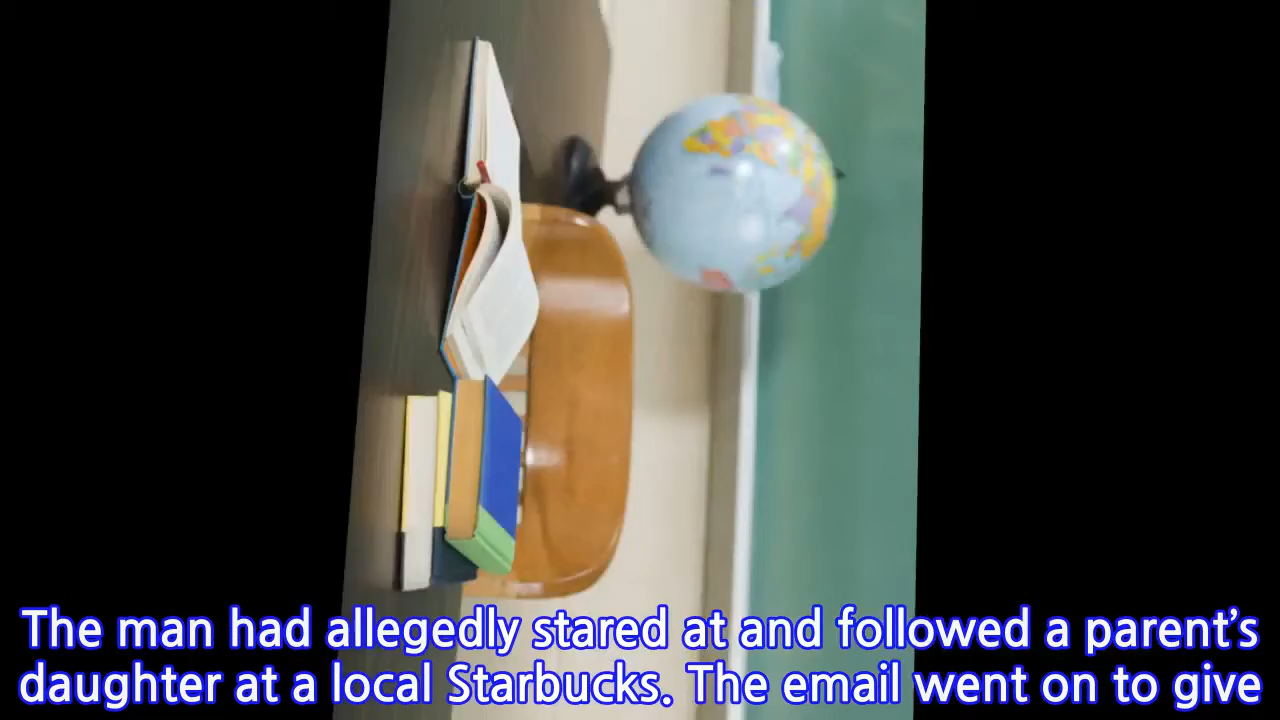 The man had allegedly stared at and followed a parent’s
daughter at a local Starbucks. The email went on to give